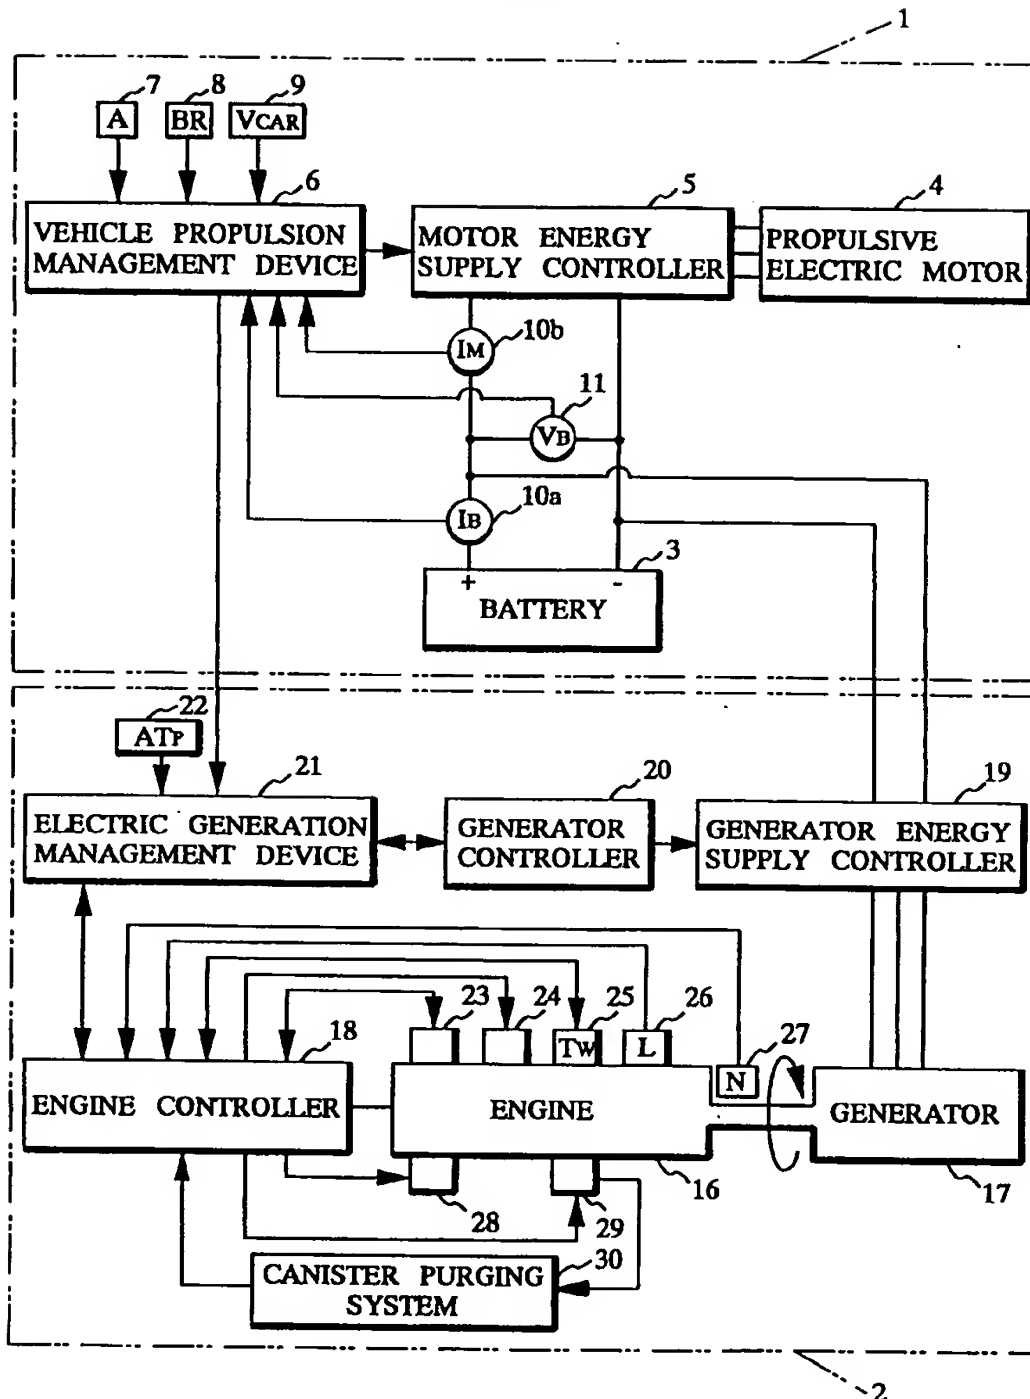 1
7
8
9
A
BR
VCAR
6
5
4
VEHICLE PROPULSION
MANAGEMENT DEVICE
MOTOR ENERGY
SUPPLY CONTROLLER
PROPULSIVE
ELECTRIC MOTOR
10b
IM
11
VB
10a
IB
3
+
-
BATTERY
22
ATP
21
20
19
ELECTRIC GENERATION
MANAGEMENT DEVICE
GENERATOR
CONTROLLER
GENERATOR ENERGY
SUPPLY CONTROLLER
23
24
25
26
27
18
TW
L
N
ENGINE CONTROLLER
ENGINE
GENERATOR
16
17
28
29
30
CANISTER PURGING
SYSTEM
2